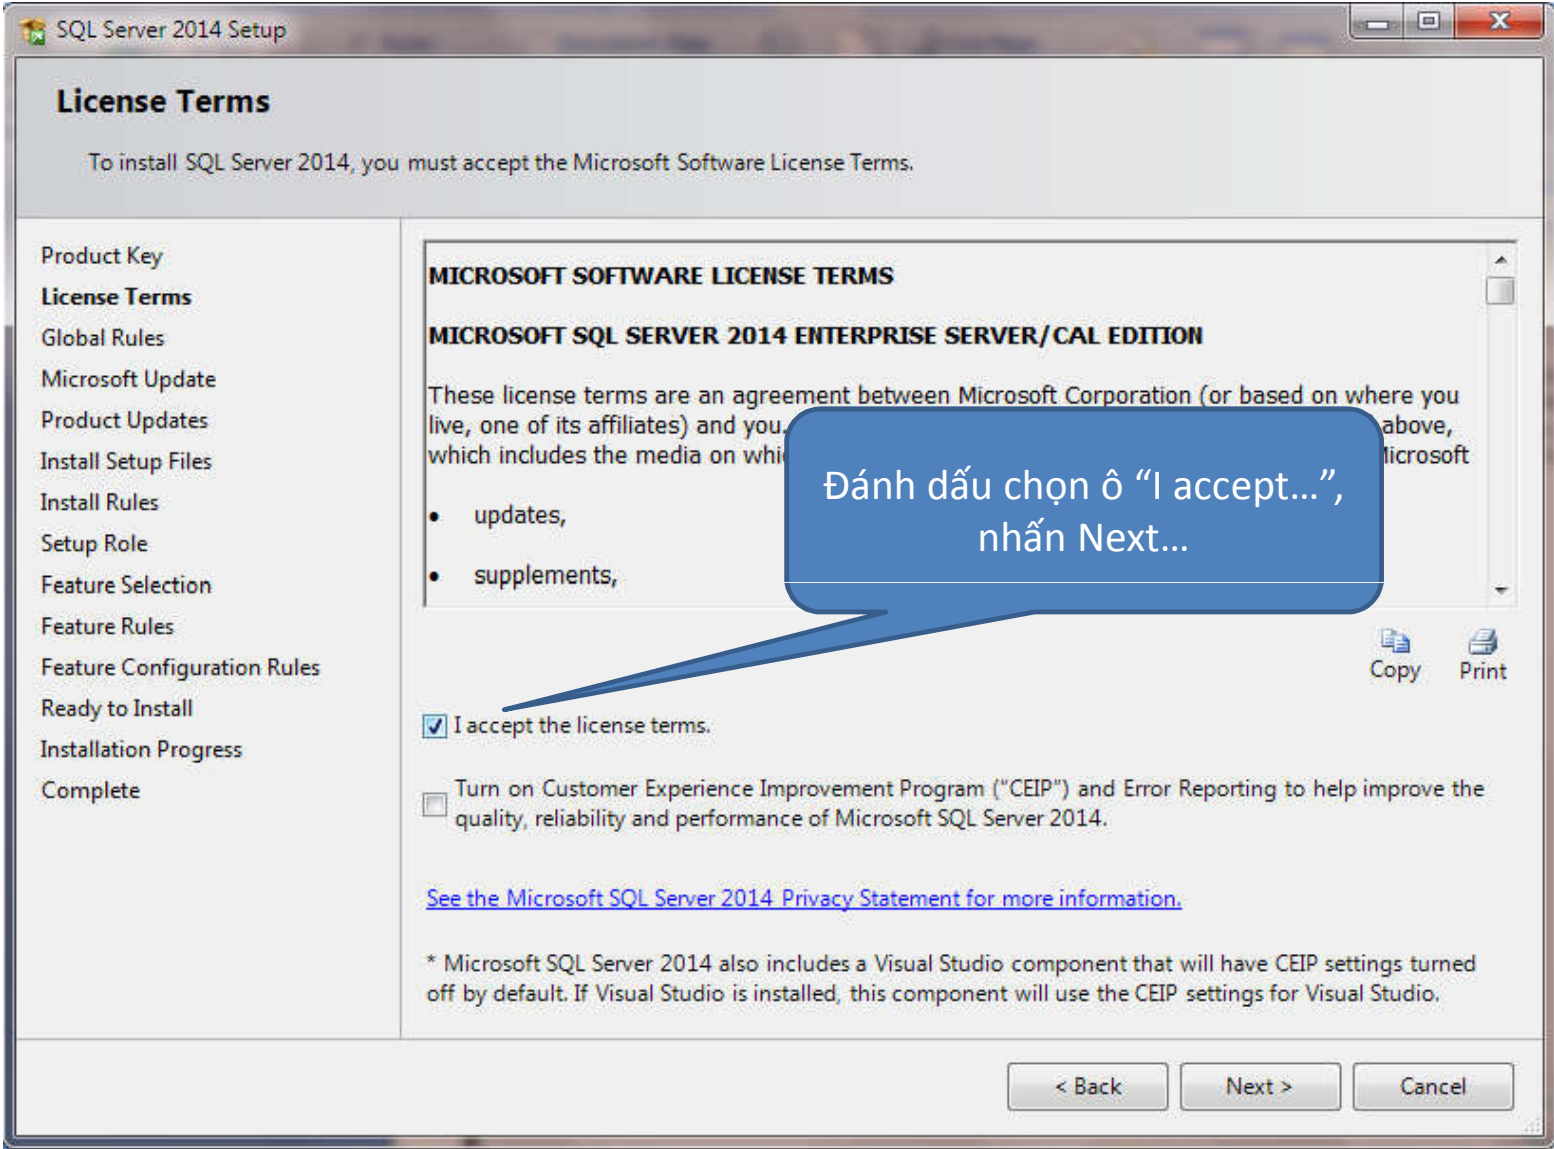 SQL Server 2014 Setup
License Terms
To install SQL Server 2014, you must accept the Microsoft Software License Terms.
Product Key
License Terms
Global Rules
Microsoft Update
Product Updates
Install Setup Files
Install Rules
Setup Role
Feature Selection
Feature Rules
Feature Configuration Rules
Ready to Install
Installation Progress
Complete
MICROSOFT SOFTWARE LICENSE TERMS
MICROSOFT SQL SERVER 2014 ENTERPRISE SERVER/CAL EDITION
These license terms are an agreement between Microsoft Corporation (or based on where you
live, one of its affiliates) and you. above,
which includes the media on Microsoft
• updates,
• supplements,
Đánh dấu chọn ô “I accept…”,
nhấn Next…
Copy
Print
I accept the license terms.
Turn on Customer Experience Improvement Program ("CEIP") and Error Reporting to help improve the
quality, reliability and performance of Microsoft SQL Server 2014.
See the Microsoft SQL Server 2014 Privacy Statement for more information.
* Microsoft SQL Server 2014 also includes a Visual Studio component that will have CEIP settings turned
off by default. If Visual Studio is installed, this component will use the CEIP settings for Visual Studio.
< Back
Next >
Cancel